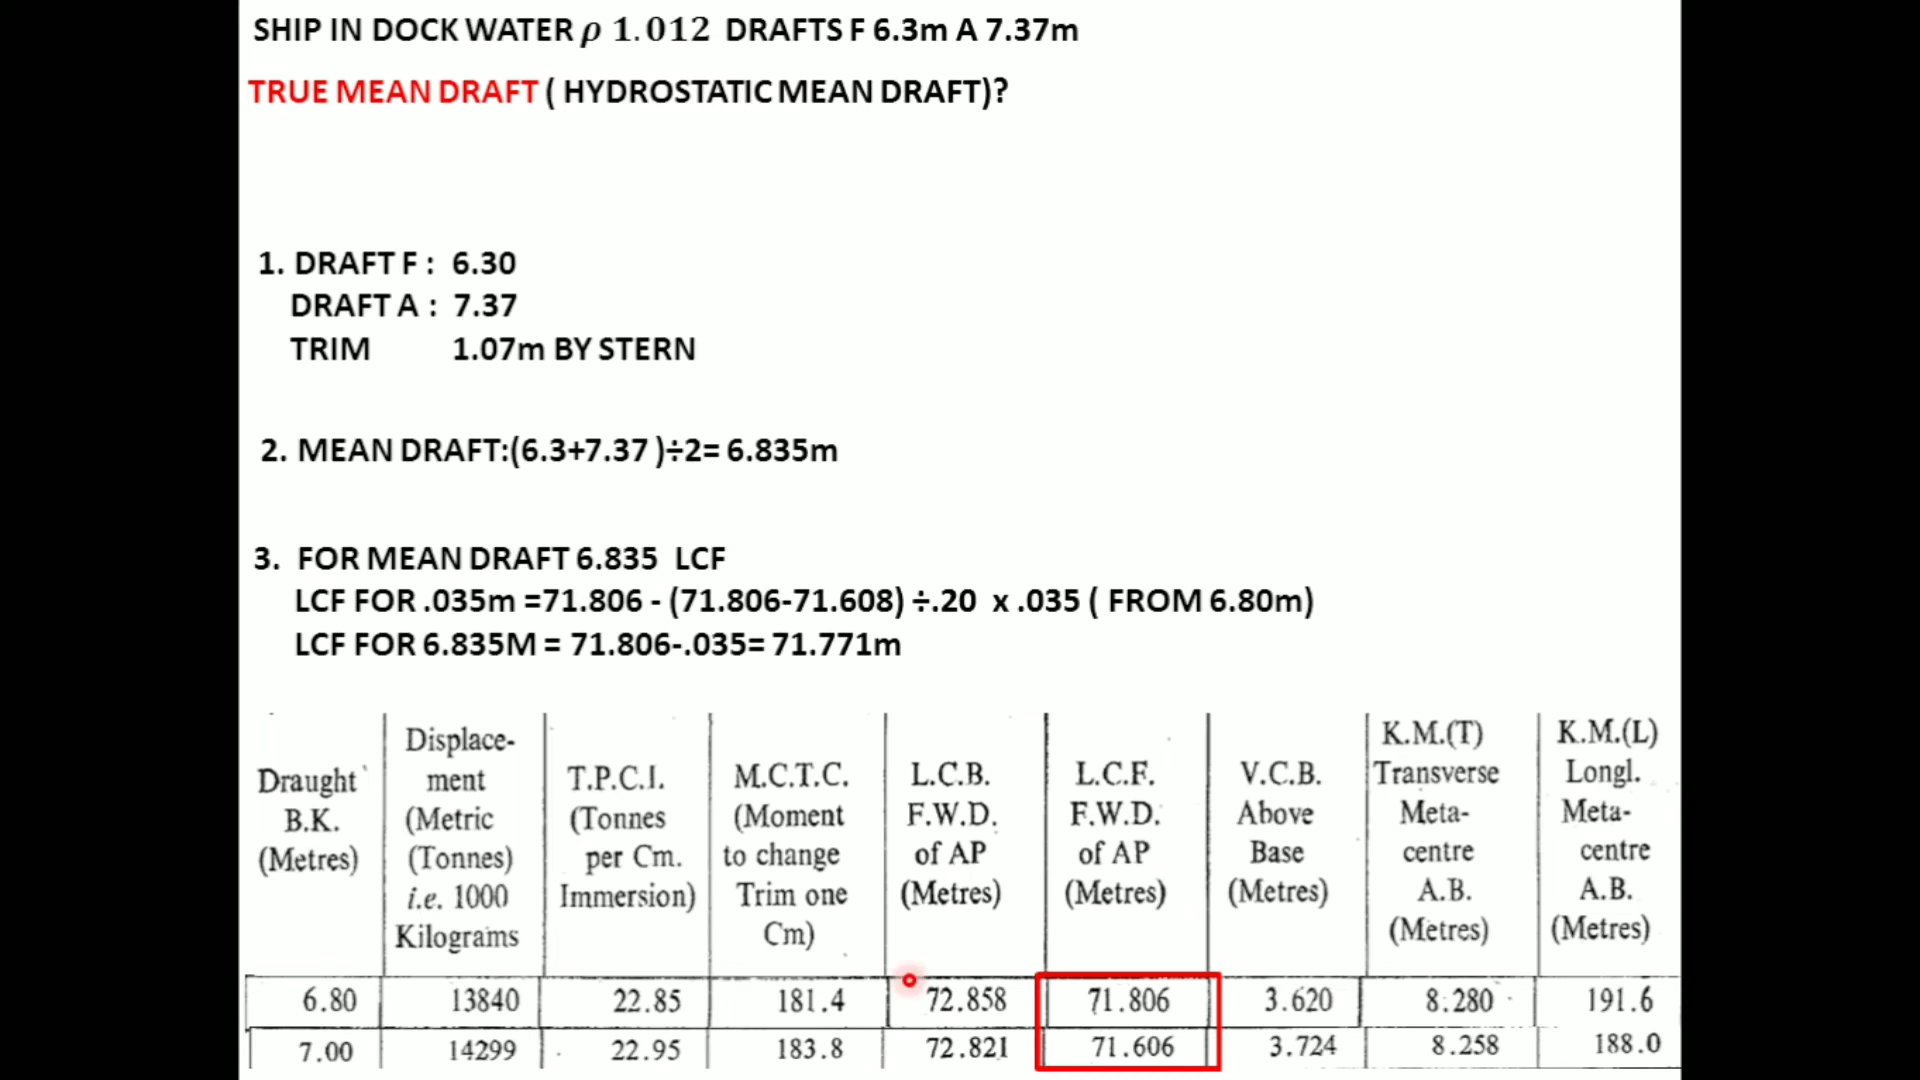 SHIP IN DOCK WATER ρ 1.012 DRAFTS F 6.3m A 7.37m
TRUE MEAN DRAFT ( HYDROSTATIC MEAN DRAFT)?
1. DRAFT F : 6.30
DRAFT A : 7.37
TRIM 1.07m BY STERN
2. MEAN DRAFT:(6.3+7.37 )÷2= 6.835m
3. FOR MEAN DRAFT 6.835 LCF
LCF FOR .035m =71.806 - (71.806-71.608) ÷.20 x .035 ( FROM 6.80m)
LCF FOR 6.835M = 71.806-.035= 71.771m
Draught B.K. (Metres)
Displace-ment (Metric (Tonnes) i.e. 1000 Kilograms
T.P.C.I. (Tonnes per Cm. Immersion)
M.C.T.C. (Moment to change Trim one Cm)
L.C.B. F.W.D. of AP (Metres)
L.C.F. F.W.D. of AP (Metres)
V.C.B. Above Base (Metres)
K.M.(T) Transverse Meta-centre A.B. (Metres)
K.M.(L) Longl. Meta-centre A.B. (Metres)
6.80 13840 22.85 181.4 72.858 71.806 3.620 8.280 191.6
7.00 14299 22.95 183.8 72.821 71.606 3.724 8.258 188.0